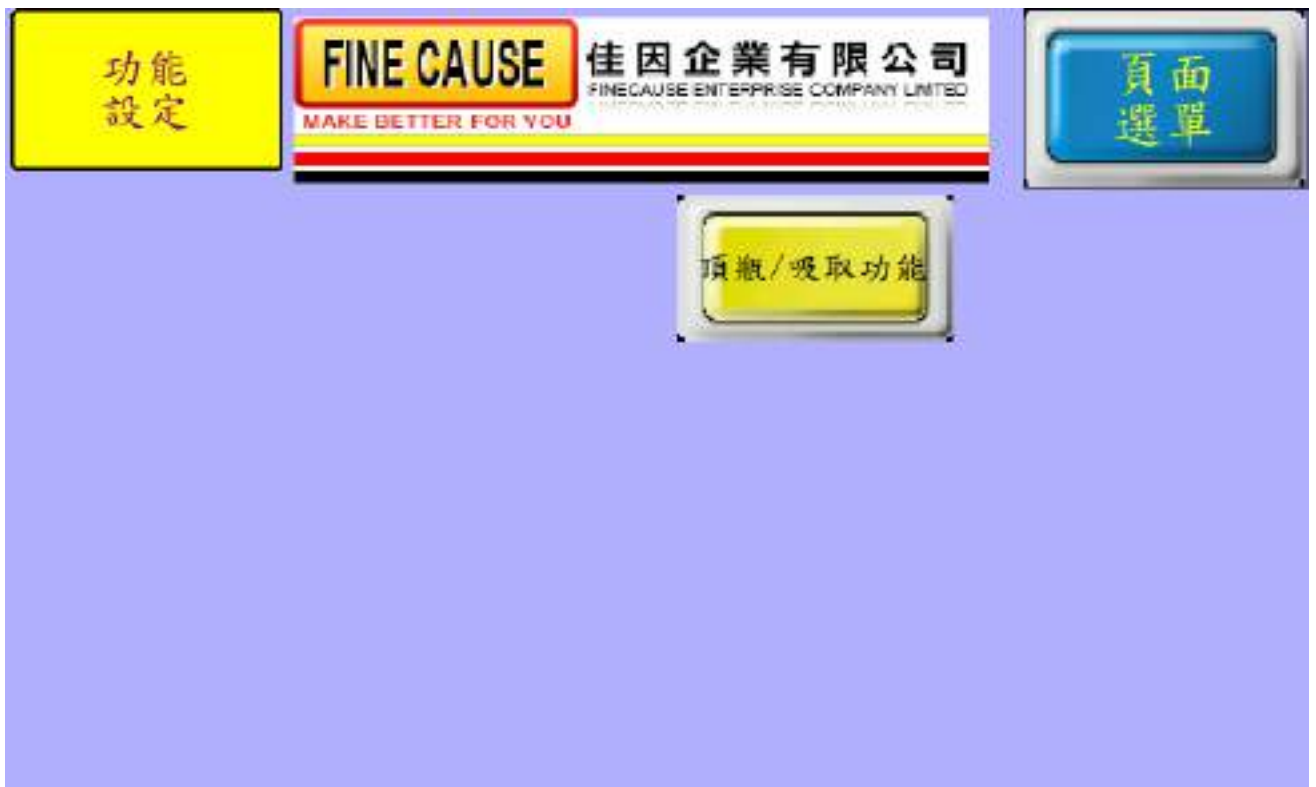 功能
設定
FINE CAUSE
MAKE BETTER FOR YOU
佳因企業有限公司
FINECAUSE ENTERPRISE COMPANY LIMITED
頁面
選單
頂瓶/吸取功能